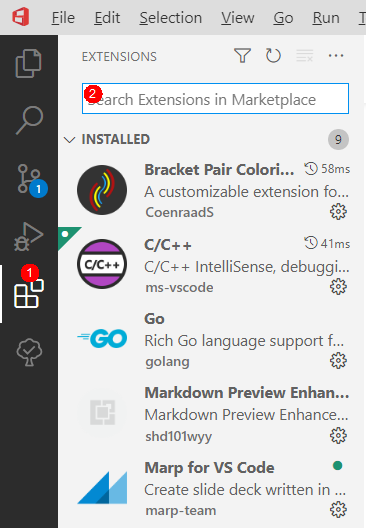 File Edit Selection View Go Run T
EXTENSIONS
2
Search Extensions in Marketplace
INSTALLED 9
Bracket Pair Colori... 58ms
A customizable extension fo...
CoenraadS
1
C/C++ 41ms
C/C++
C/C++ IntelliSense, debuggi...
ms-vscode
1
Go
GO
Rich Go language support f...
golang
Markdown Preview Enhan...
Markdown Preview Enhance...
shd101wyy
Marp for VS Code
Create slide deck written in ...
marp-team